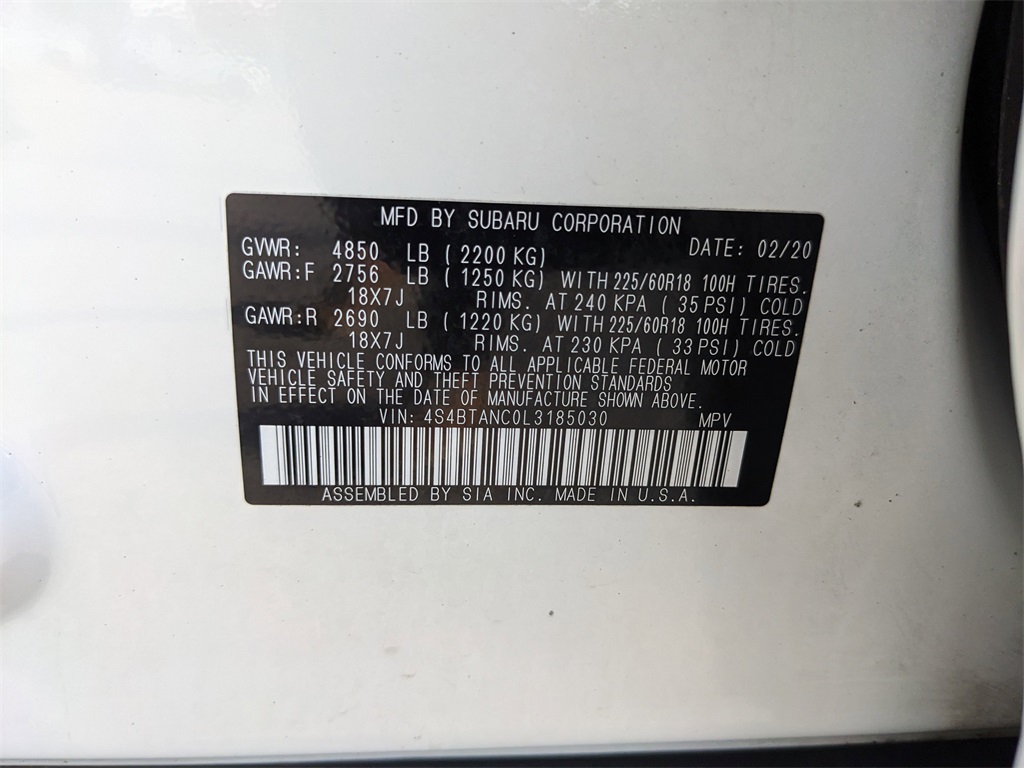 MFD BY SUBARU CORPORATION
GVWR: 4850 LB (2200 KG) DATE: 02/20
GAWR:F 2756 LB (1250 KG) WITH 225/60R18 100H TIRES.
18X7J RIMS. AT 240 KPA (35 PSI) COLD
GAWR:R 2690 LB (1220 KG) WITH 225/60R18 100H TIRES.
18X7J RIMS. AT 230 KPA (33 PSI) COLD
THIS VEHICLE CONFORMS TO ALL APPLICABLE FEDERAL MOTOR
VEHICLE SAFETY AND THEFT PREVENTION STANDARDS
IN EFFECT ON THE DATE OF MANUFACTURE SHOWN ABOVE.
VIN: 4S4BTANC0L3185030 MPV
ASSEMBLED BY SIA INC. MADE IN U.S.A.